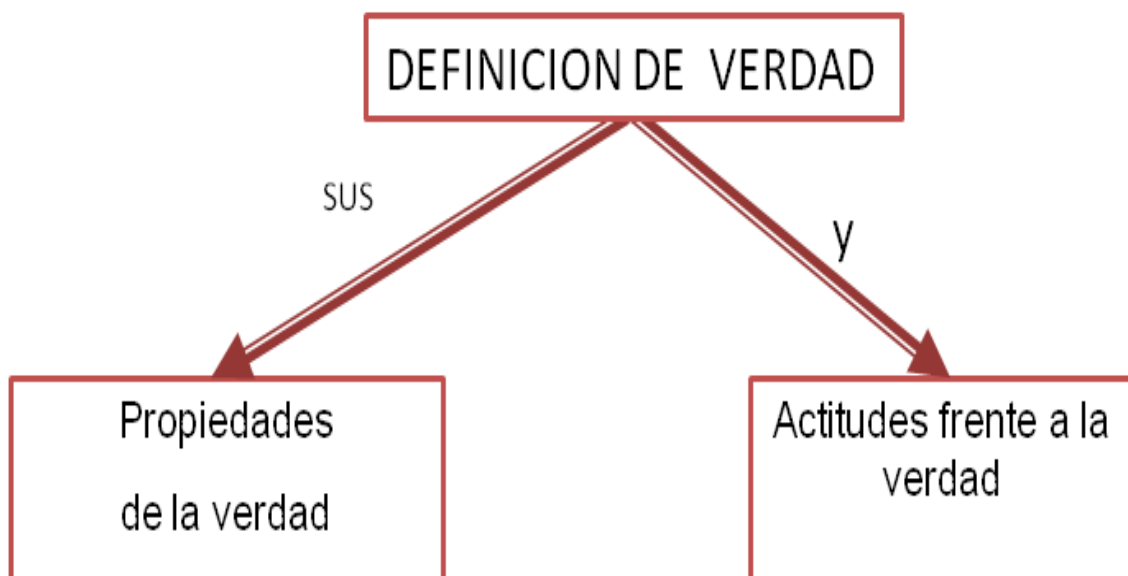 DEFINICION DE VERDAD
SUS
y
Propiedades
de la verdad
Actitudes frente a la
verdad